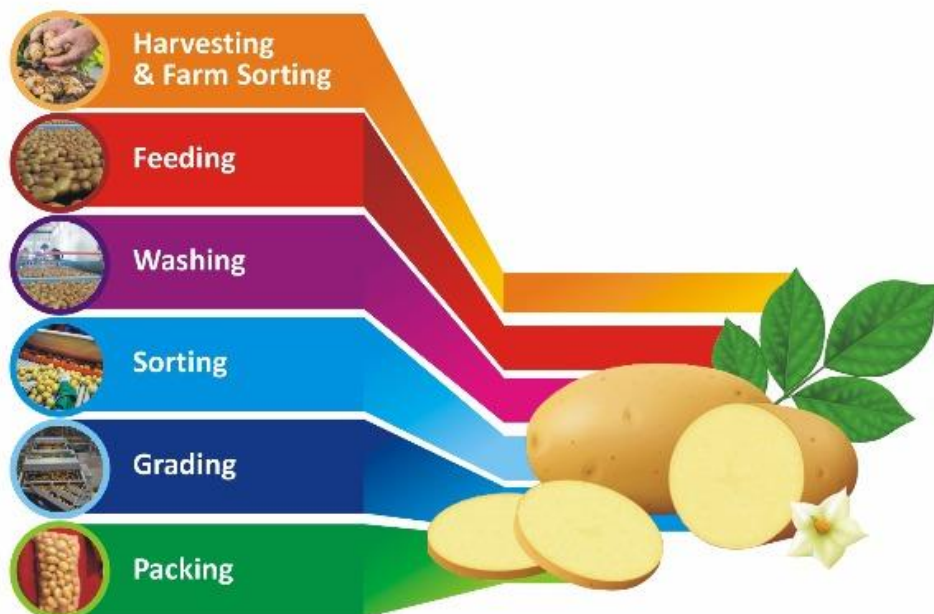 Harvesting
& Farm Sorting
Feeding
Washing
Sorting
Grading
Packing